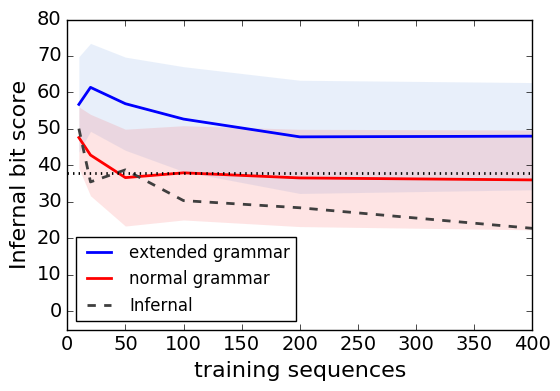 80
70
60
50
40
30
20
10
0
Infernal bit score
extended grammar
normal grammar
Infernal
0 50 100 150 200 250 300 350 400
training sequences